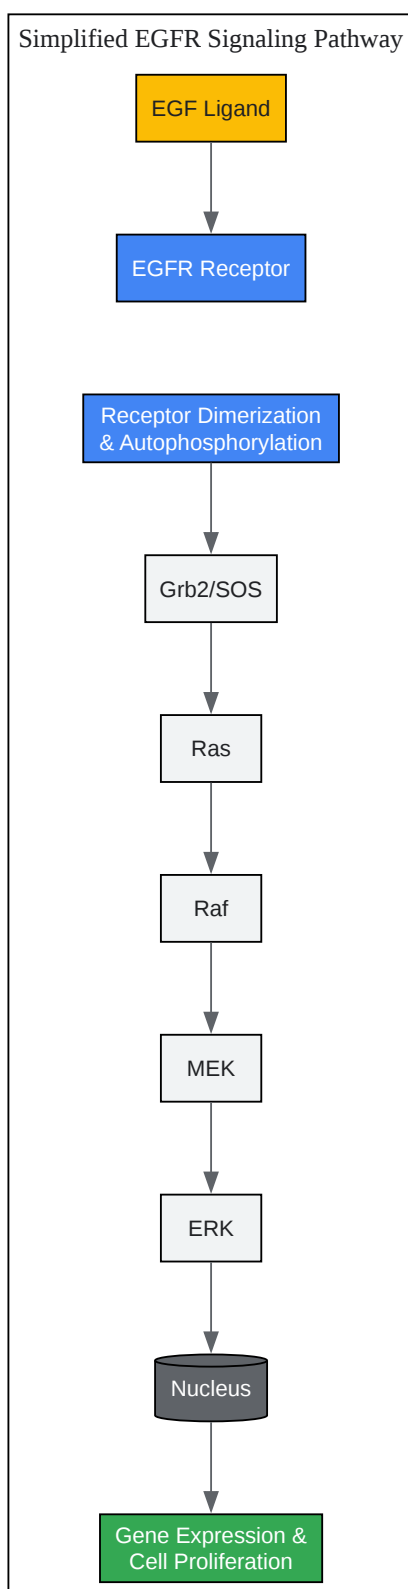 Simplified EGFR Signaling Pathway
EGF Ligand
EGFR Receptor
Receptor Dimerization
& Autophosphorylation
Grb2/SOS
Ras
Raf
MEK
ERK
Nucleus
Gene Expression &
Cell Proliferation